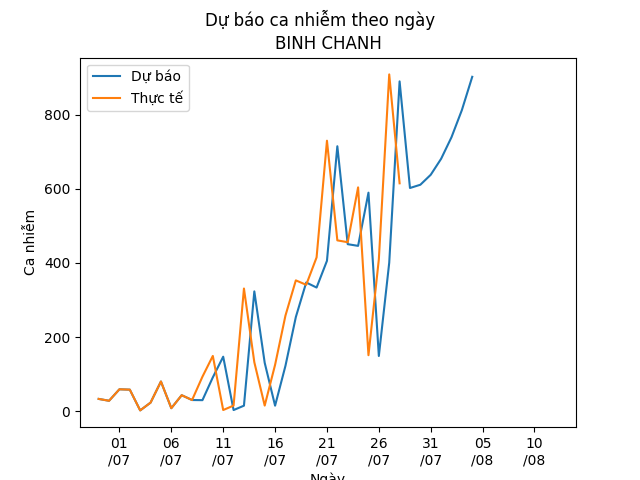 Dự báo ca nhiễm theo ngày
BINH CHANH
Dự báo
Thực tế
Ca nhiễm
800
600
400
200
0
01 06 11 16 21 26 31 05 10
/07 /07 /07 /07 /07 /07 /07 /08 /08
Ngày